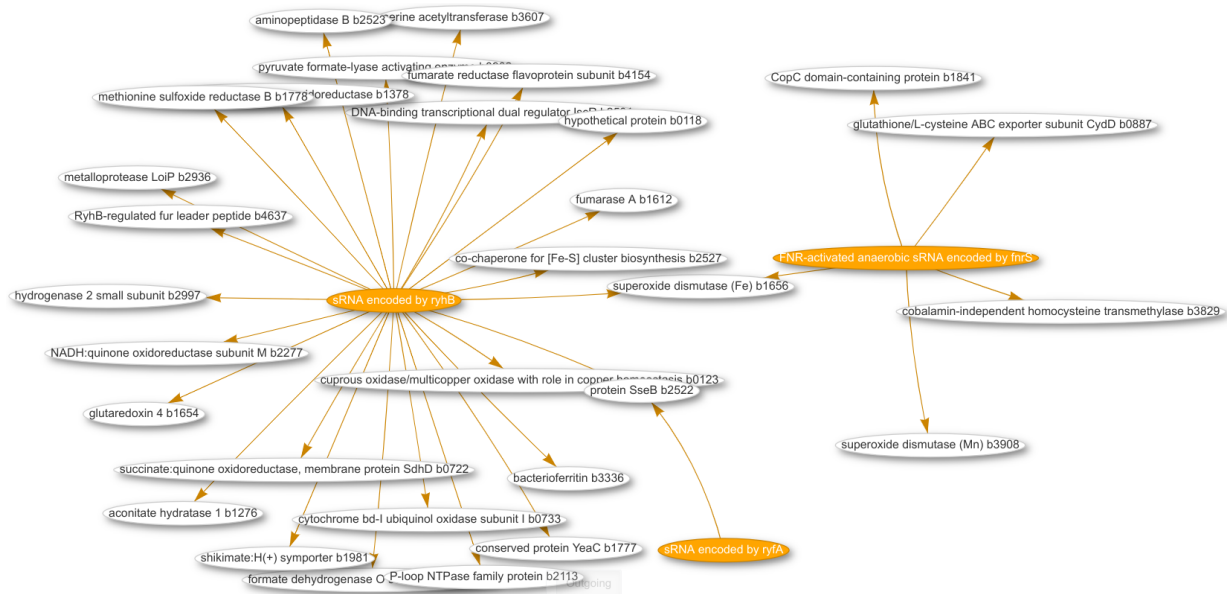 aminopeptidase B b2523
erine acetyltransferase b3607
pyruvate formate-lyase activating
fumarate reductase flavoprotein subunit b4154
CopC domain-containing protein b1841
methionine sulfoxide reductase B b1778
doreductase b1378
DNA-binding transcriptional dual regulator
hypothetical protein b0118
glutathione/L-cysteine ABC exporter subunit CydD b0887
metalloprotease LoiP b2936
fumarase A b1612
RyhB-regulated fur leader peptide b4637
co-chaperone for [Fe-S] cluster biosynthesis b2527
FNR-activated anaerobic sRNA encoded by fnrS
superoxide dismutase (Fe) b1656
hydrogenase 2 small subunit b2997
sRNA encoded by ryhB
cobalamin-independent homocysteine transmethylase b3829
NADH:quinone oxidoreductase subunit M b2277
cuprous oxidase/multicopper oxidase with role in copper homeostasis b0123
protein SseB b2522
glutaredoxin 4 b1654
superoxide dismutase (Mn) b3908
succinate:quinone oxidoreductase, membrane protein SdhD b0722
bacterioferritin b3336
aconitate hydratase 1 b1276
cytochrome bd-I ubiquinol oxidase subunit I b0733
conserved protein YeaC b1777
sRNA encoded by ryfA
shikimate:H(+) symporter b1981
formate dehydrogenase O
P-loop NTPase family protein b2113